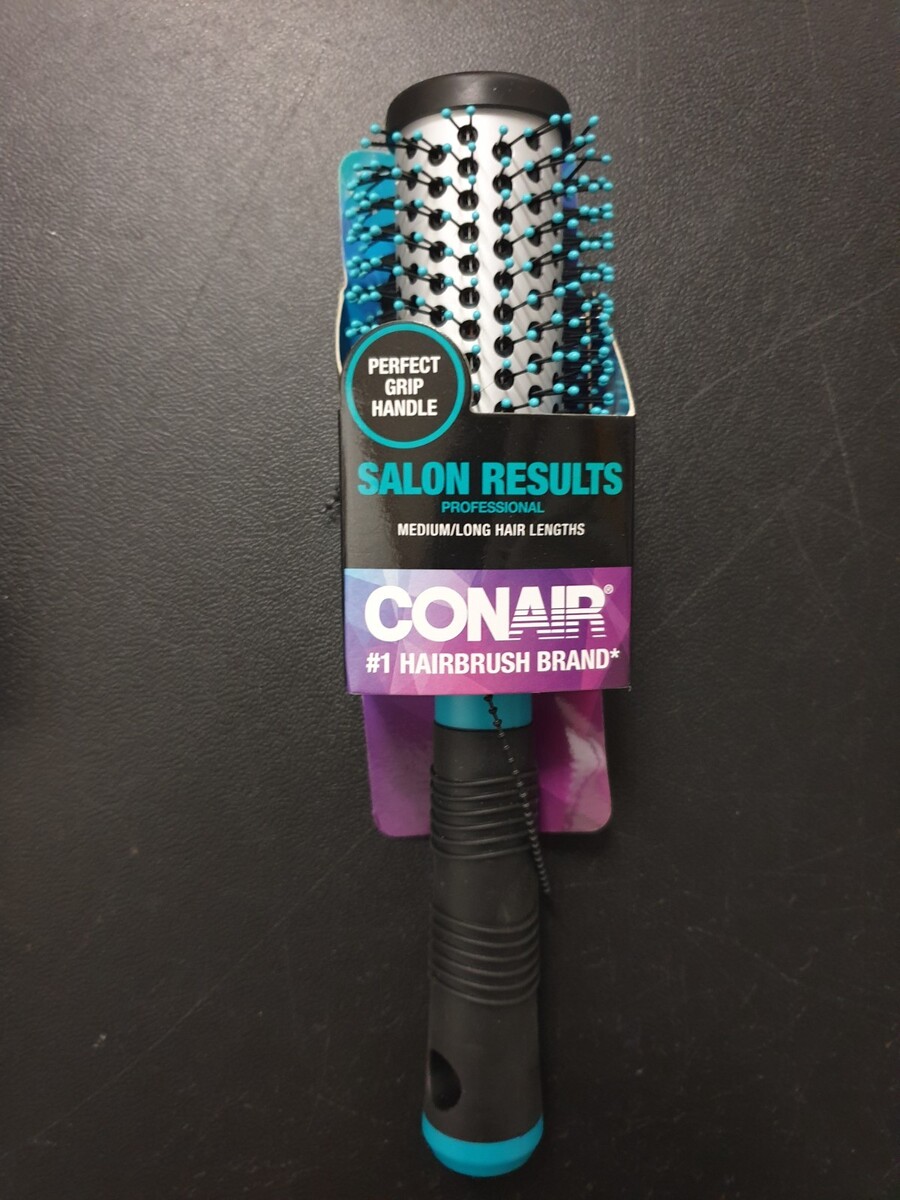 PERFECT
GRIP
HANDLE
SALON RESULTS
PROFESSIONAL
MEDIUM/LONG HAIR LENGTHS
CONAIR®
#1 HAIRBRUSH BRAND*